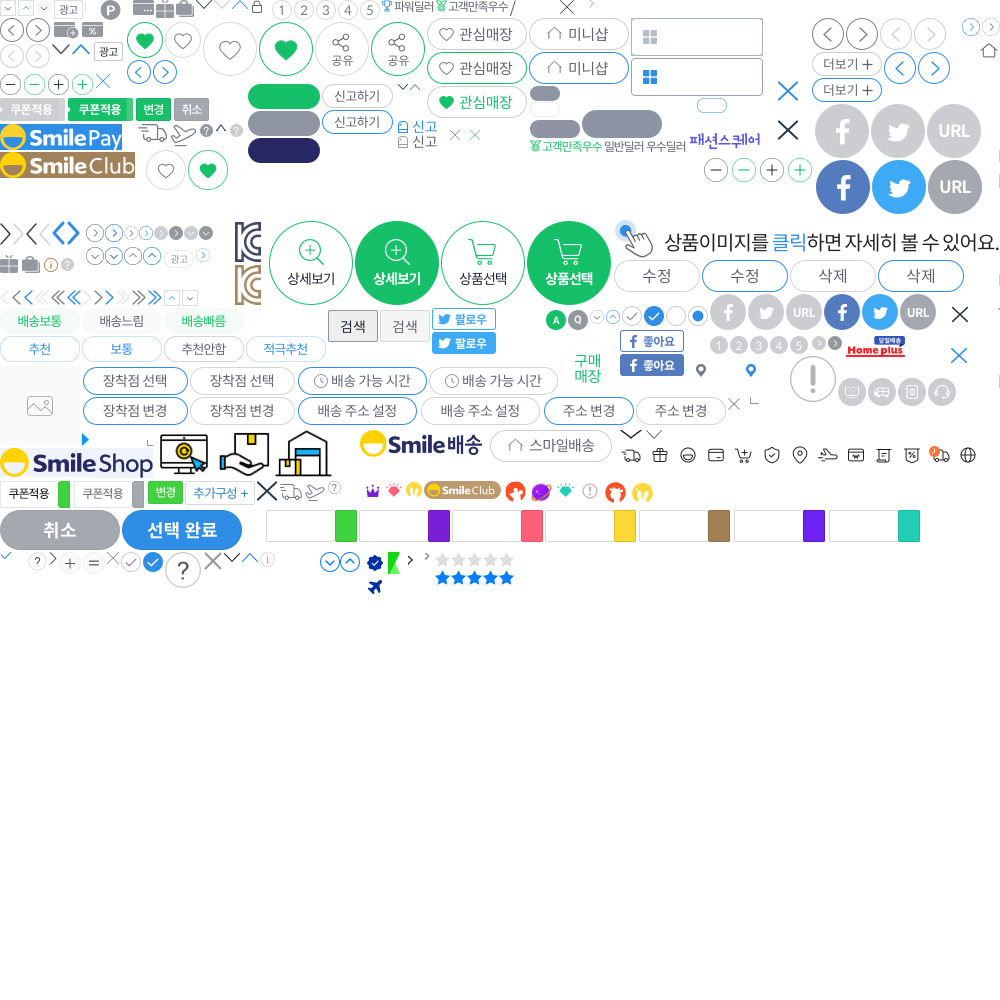 광고 P 1 2 3 4 5 파워딜러 고객만족우수 /
%
광고
공유 공유
관심매장 미니샵
관심매장 미니샵
관심매장
더보기 +
더보기 +
신고하기
신고하기
신고
신고
쿠폰적용 쿠폰적용 변경 취소
Smile Pay
Smile Club
? ?
고객만족우수 일반딜러 우수딜러 패션스퀘어
f URL
f URL
광고
i ?
상세보기 상세보기 상품선택 상품선택
상품이미지를 클릭하면 자세히 볼 수 있어요.
수정 수정 삭제 삭제
배송보통 배송느림 배송빠름
추천 보통 추천안함 적극추천
검색 검색
팔로우
팔로우
A Q
f URL f URL
좋아요
좋아요
1 2 3 4 5
당일배송
Home plus
구매
매장
장착점 선택 장착점 선택 배송 가능 시간 배송 가능 시간
장착점 변경 장착점 변경 배송 주소 설정 배송 주소 설정 주소 변경 주소 변경
Smile Shop
Smile배송 스마일배송
쿠폰적용 쿠폰적용 변경 추가구성 + ?
Smile Club
취소 선택 완료
? + = ? i